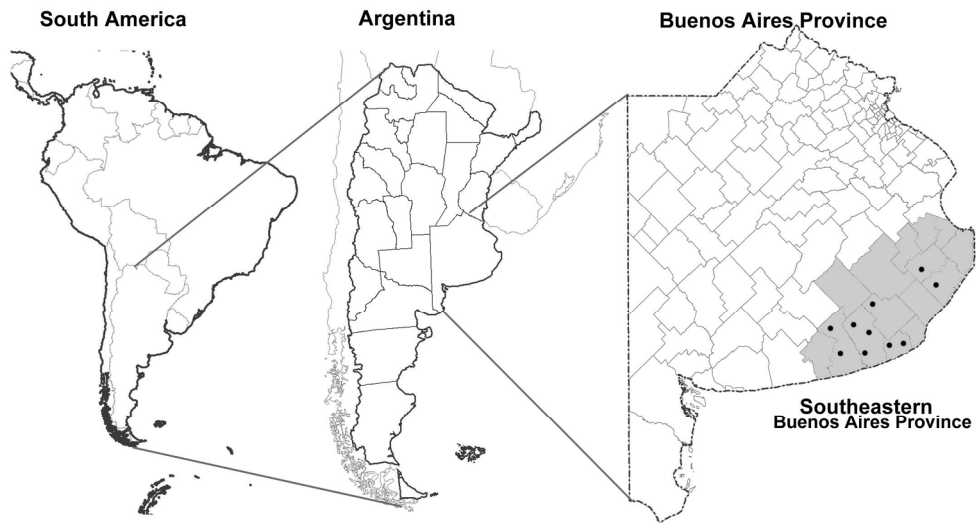 South America
Argentina
Buenos Aires Province
Southeastern
Buenos Aires Province